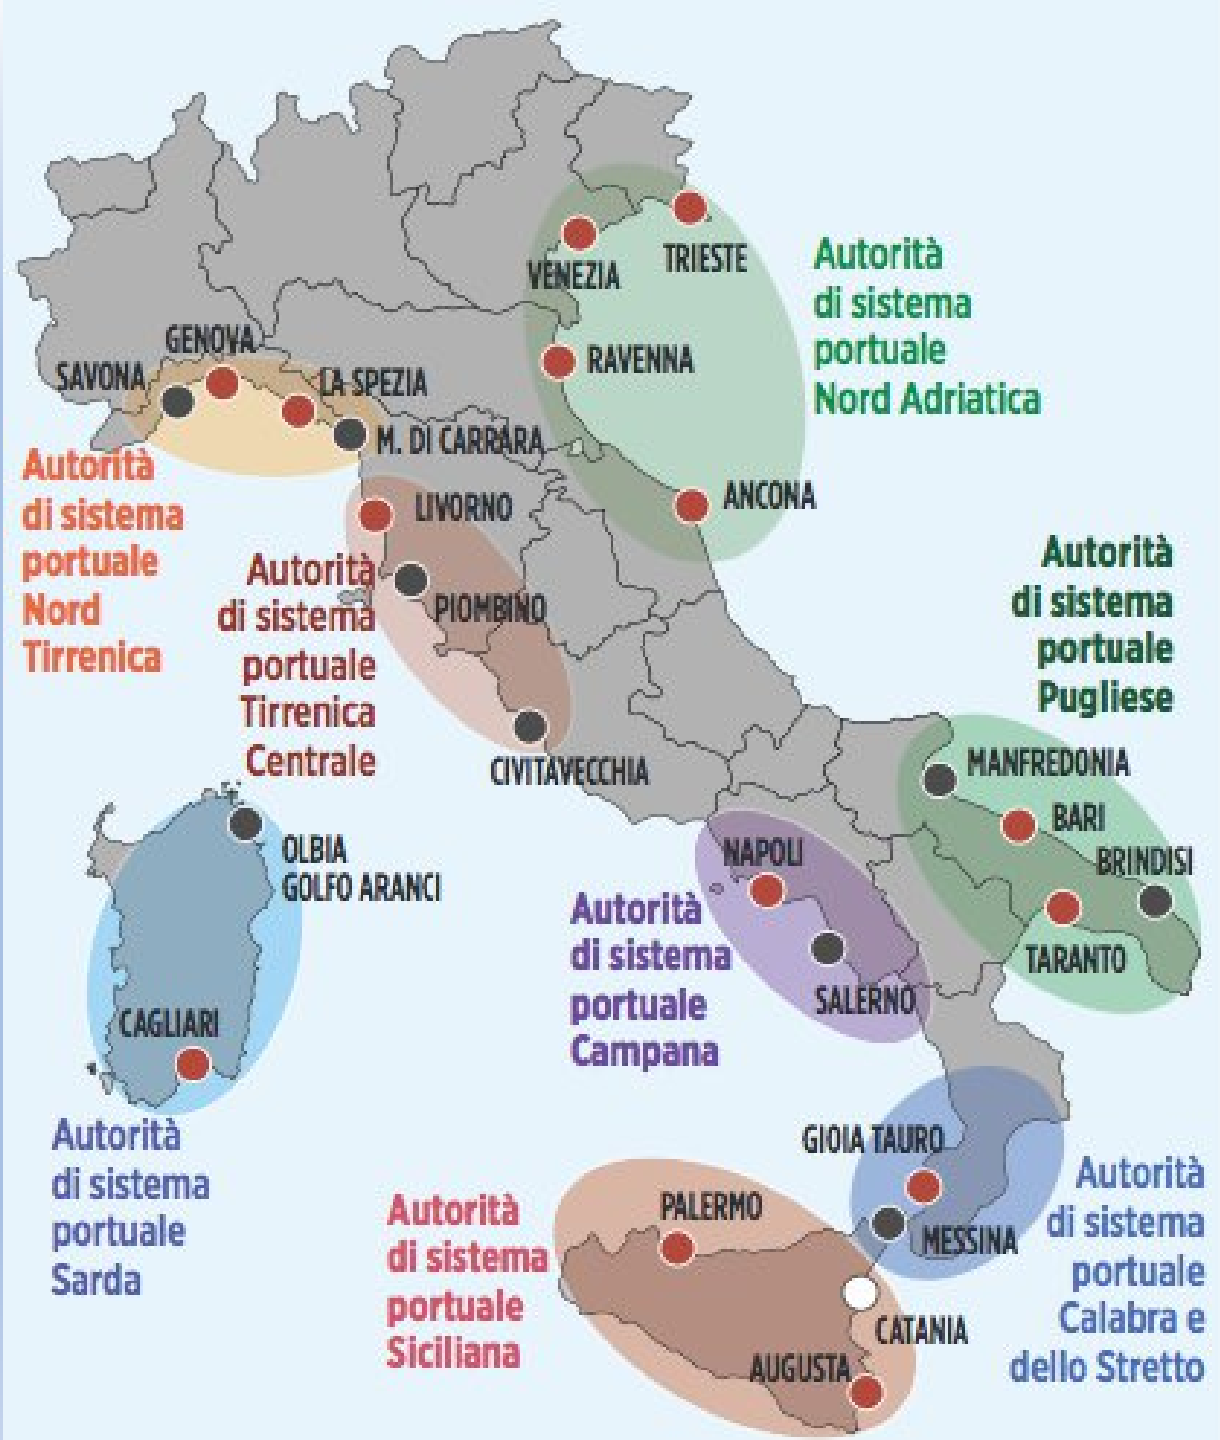 VENEZIA
TRIESTE
Autorità
di sistema
portuale
Nord Adriatica
RAVENNA
ANCONA
GENOVA
SAVONA
LA SPEZIA
M. DI CARRARA
Autorità
di sistema
portuale
Nord
Tirrenica
LIVORNO
PIOMBINO
CIVITAVECCHIA
Autorità
di sistema
portuale
Tirrenica
Centrale
Autorità
di sistema
portuale
Pugliese
MANFREDONIA
BARI
BRINDISI
TARANTO
OLBIA
GOLFO ARANCI
CAGLIARI
Autorità
di sistema
portuale
Sarda
NAPOLI
SALERNO
Autorità
di sistema
portuale
Campana
GIOIA TAURO
MESSINA
Autorità
di sistema
portuale
Calabra e
dello Stretto
PALERMO
CATANIA
AUGUSTA
Autorità
di sistema
portuale
Siciliana